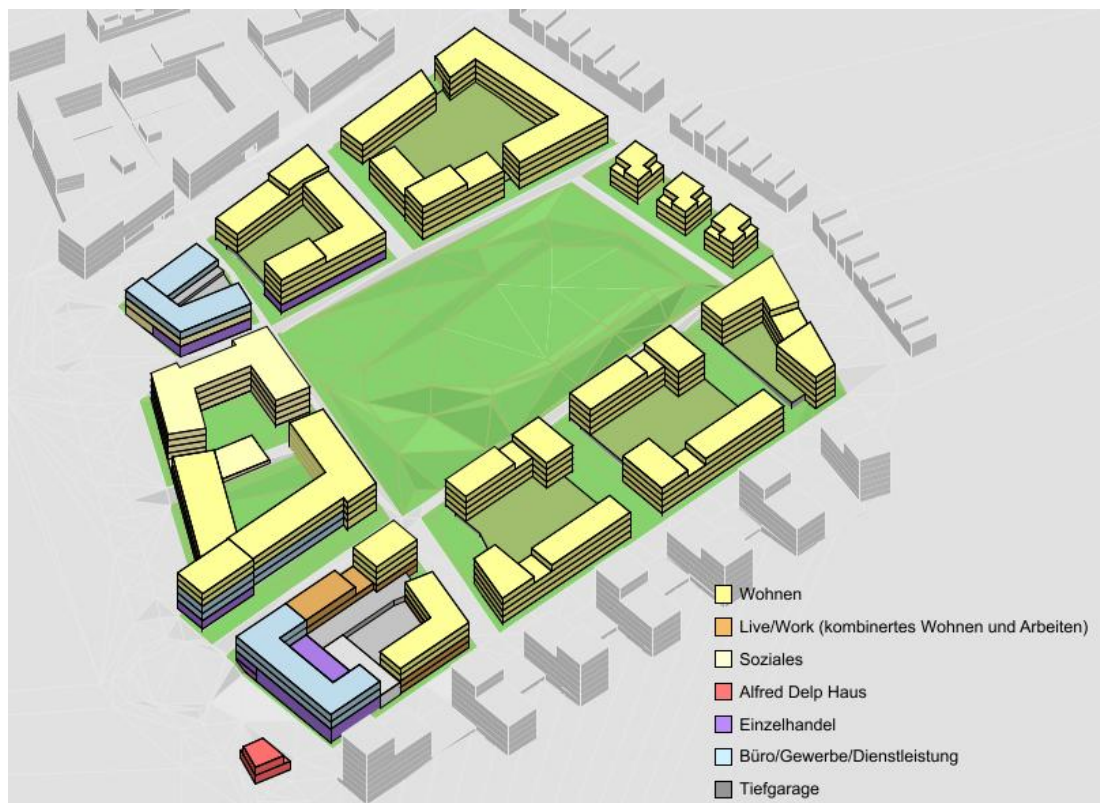 Wohnen
Live/Work (kombinertes Wohnen und Arbeiten)
Soziales
Alfred Delp Haus
Einzelhandel
Büro/Gewerbe/Dienstleistung
Tiefgarage